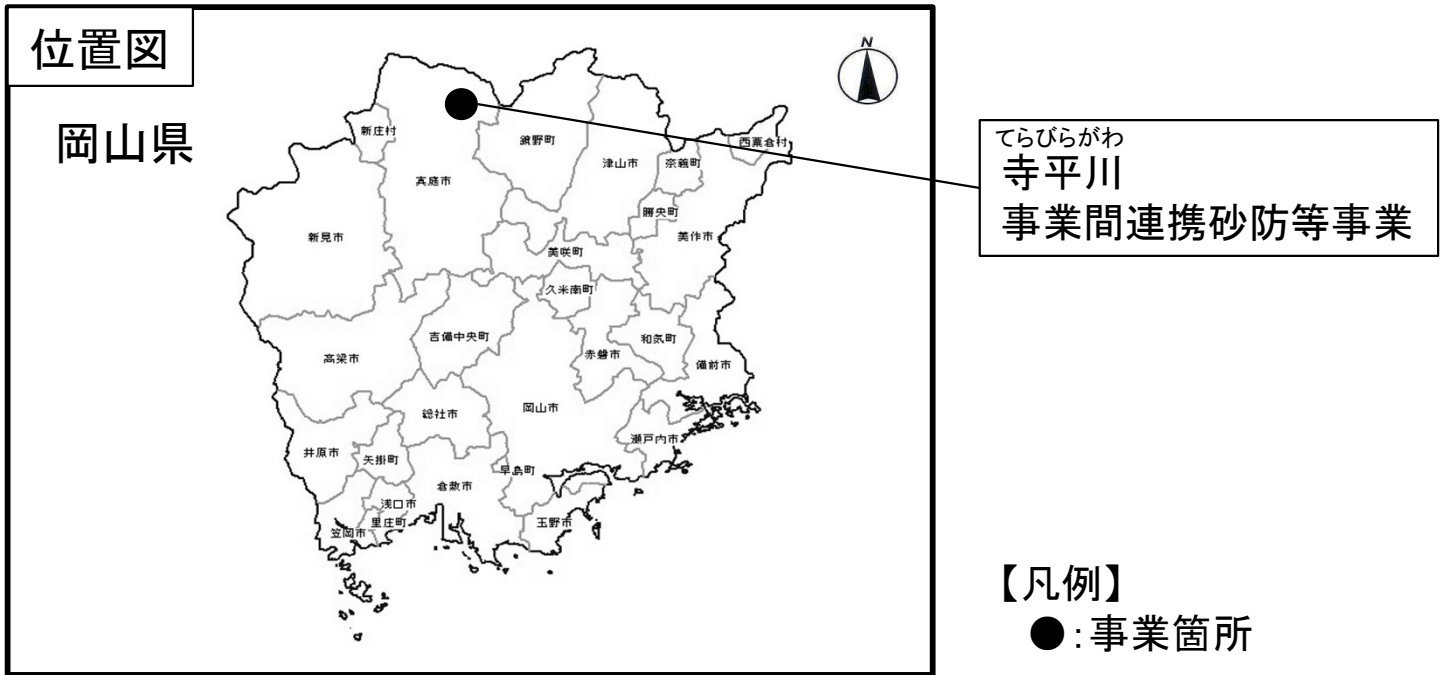 位置図
岡山県
N
新庄村
真庭市
鏡野町
津山市
奈義町
西粟倉村
勝央町
美作市
新見市
美咲町
久米南町
吉備中央町
和気町
赤磐市
備前市
高梁市
岡山市
総社市
瀬戸内市
井原市
矢掛町
早島町
倉敷市
浅口市
里庄町
笠岡市
玉野市
てらびらがわ
寺平川
事業間連携砂防等事業
【凡例】
●:事業箇所